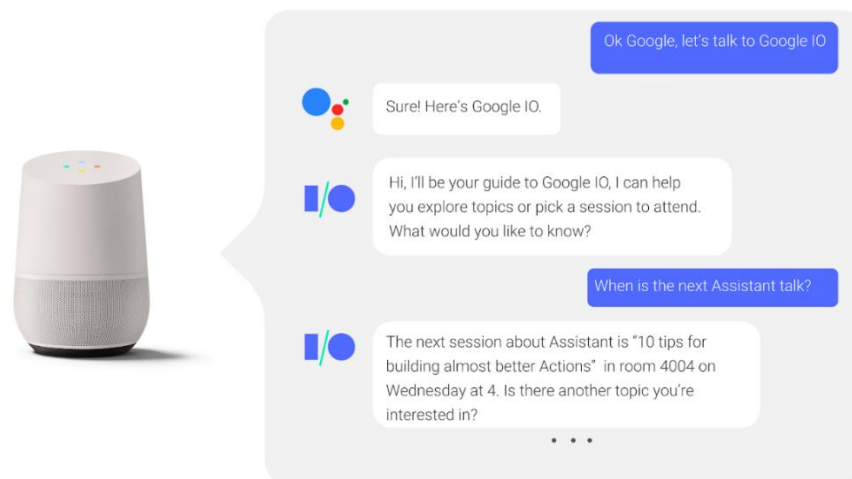 Ok Google, let's talk to Google IO
Sure! Here's Google IO.
I/O
Hi, I'll be your guide to Google IO, I can help
you explore topics or pick a session to attend.
What would you like to know?
When is the next Assistant talk?
I/O
The next session about Assistant is "10 tips for
building almost better Actions"  in room 4004 on
Wednesday at 4. Is there another topic you're
interested in?
• • •